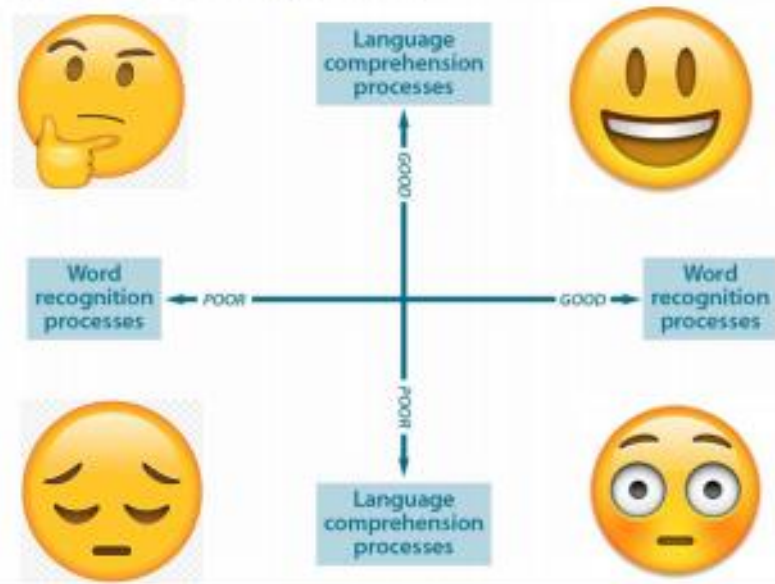 Language
comprehension
processes
GOOD
Word
recognition
processes
POOR
GOOD
Word
recognition
processes
POOR
Language
comprehension
processes